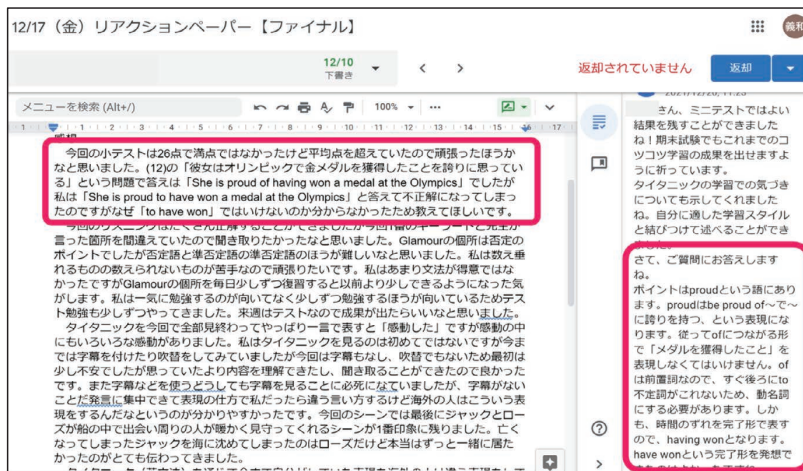 12/17（金）リアクションペーパー【ファイナル】
義和
12/10
下書き
返却されていません
返却
メニューを検索 (Alt+/)
100%
今回の小テストは26点で満点ではなかったけど平均点を超えていたので頑張ったほうか
なと思いました。(12)の「彼女はオリンピックで金メダルを獲得したことを誇りに思ってい
る」という問題で答えは「She is proud of having won a medal at the Olympics」でしたが
私は「She is proud to have won a medal at the Olympics」と答えて不正解になってしまっ
たのですがなぜ「to have won」ではいけないのか分からなかったため教えてほしいです。
言った箇所を間違えていたので聞き取りたかったなと思いました。Glamourの個所は否定の
ポイントでしたが否定語と準否定語の準否定語のほうが難しいなと思いました。私は数え垂
れるものの数えられないものが苦手なので頑張りたいです。私はあまり文法が得意ではな
かったですがGlamourの個所を毎日少しずつ復習すると以前より少しできるようになった気
がします。私は一気に勉強するのが向いてなく少しずつ勉強するほうが向いているためテス
ト勉強も少しずつやってきました。来週はテストなので成果が出たらいいなと思いました。
タイタニックを今回で全部見終わってやっぱり一言で表すと「感動した」ですが感動の中
にもいろいろな感動がありました。私はタイタニックを見るのは初めてではないですが今ま
では字幕を付けたり吹替をしてみていましたが今回は字幕もなし、吹替でもないため最初は
少し不安でしたが思っていたより内容を理解できたし、聞き取ることができたので良かった
です。また字幕などを使うどうしても字幕を見ることに必死になていましたが、字幕がない
ことだ発言に集中できて表現の仕方で私だったら違う言い方するけど海外の人はこういう表
現をするんだなというのが分かりやすかったです。今回のシーンでは最後にジャックとロー
ズが船の中で出会い周りの人が暖かく見守ってくれるシーンが1番印象に残りました。亡く
なってしまったジャックを海に沈めてしまったのはローズだけど本当はずっと一緒に居た
かったのがとても伝わってきました。
さん、ミニテストではよい
結果を残すことができました
ね！期末試験でもこれまでのコ
ツコツ学習の成果を出せますよ
うに祈っています。
タイタニックの学習での気づき
についても示してくれました
ね。自分に適した学習スタイル
と結びつけて述べることができ
ました。
さて、ご質問にお答えします
ね。
ポイントはproudという語にあ
ります。proudはbe proud of～で～
に誇りを持つ、という表現にな
ります。従ってofにつながる形
で「メダルを獲得したこと」を
表現しなくてはいけません。of
は前置詞なので、すぐ後ろにto
不定詞がこれないため、動名詞
にする必要があります。しか
も、時間のずれを完了形で表す
ので、having wonとなります。
have wonという完了形を発想で